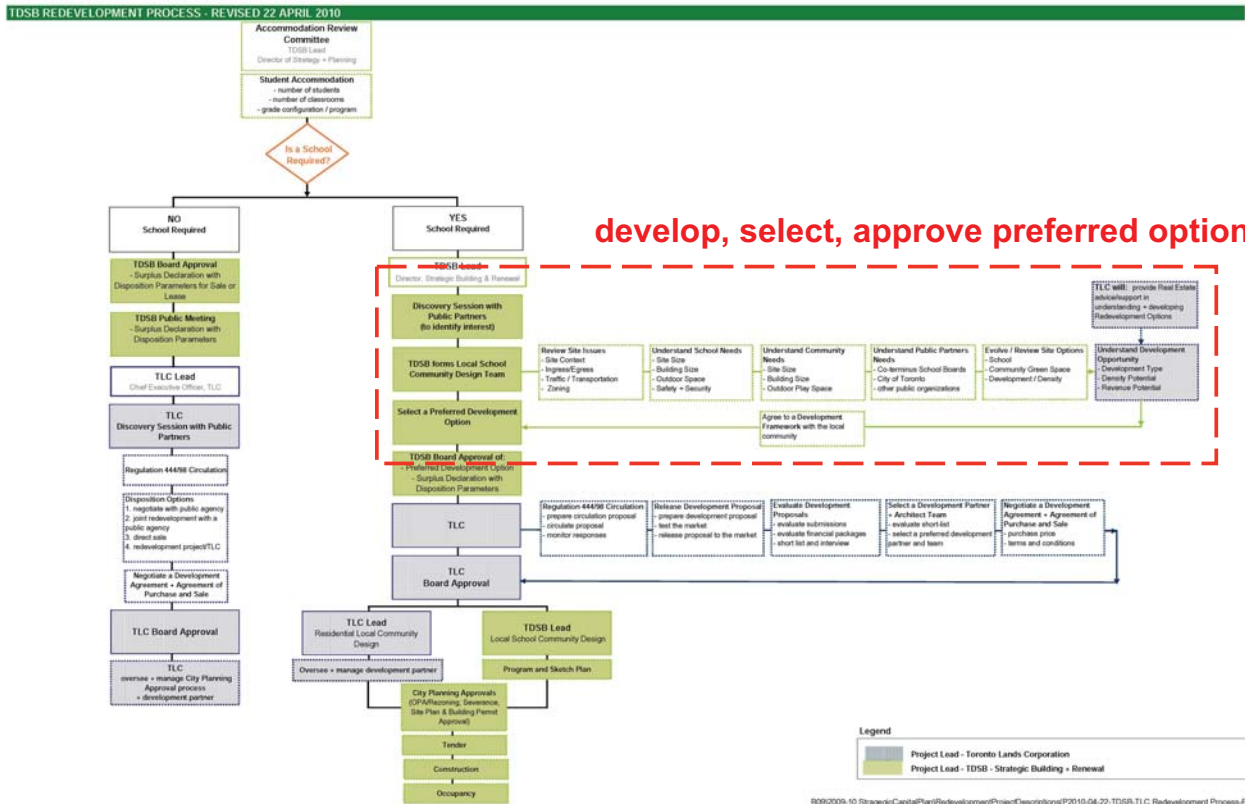 TDSB REDEVELOPMENT PROCESS - REVISED 22 APRIL 2010
Accommodation Review
Committee
TDSB Lead
Director of Strategy + Planning
Student Accommodation
- number of students
- number of classrooms
- grade configuration / program
Is a School
Required?
NO
School Required
TDSB Board Approval
- Surplus Declaration with
Disposition Parameters for Sale or
Lease
TDSB Public Meeting
- Surplus Declaration with
Disposition Parameters
TLC Lead
Chief Executive Officer, TLC
TLC
Discovery Session with Public
Partners
Regulation 444/98 Circulation
Disposition Options
1. negotiate with public agency
2. joint redevelopment with a
public agency
3. direct sale
4. redevelopment project/TLC
Negotiate a Development
Agreement + Agreement of
Purchase and Sale
TLC Board Approval
TLC
oversee + manage City Planning
Approval process
+ development partner
YES
School Required
develop, select, approve preferred option
TDSB Lead
Director, Strategic Building & Renewal
Discovery Session with
Public Partners
(to identify interest)
TDSB forms Local School
Community Design Team
Review Site Issues
- Site Context
- Ingress/Egress
- Traffic / Transportation
- Zoning
Understand School Needs
- Site Size
- Building Size
- Outdoor Space
- Safety + Security
Understand Community
Needs
- Site Size
- Building Size
- Outdoor Play Space
Understand Public Partners
Needs
- Co-terminus School Boards
- City of Toronto
other public organizations
Evolve / Review Site Options
- School
- Community Green Space
- Development / Density
TLC will: provide Real Estate
advice/support in
understanding + developing
Redevelopment Options
Understand Development
Opportunity
- Development Type
- Density Potential
- Revenue Potential
Agree to a Development
Framework with the local
community
Select a Preferred Development
Option
TDSB Board Approval of:
- Preferred Development Option
- Surplus Declaration with
Disposition Parameters
TLC
Regulation 444/98 Circulation
- prepare circulation proposal
- circulate proposal
- monitor responses
Release Development Proposal
- prepare development proposal
- test the market
- release proposal to the market
Evaluate Development
Proposals
- evaluate submissions
- evaluate financial packages
- short list and interview
Select a Development Partner
+ Architect Team
- evaluate short-list
- select a preferred development
partner and team
Negotiate a Development
Agreement + Agreement of
Purchase and Sale
- purchase price
- terms and conditions
TLC
Board Approval
TLC Lead
Residential Local Community
Design
Oversee + manage development partner
TDSB Lead
Local School Community Design
Program and Sketch Plan
City Planning Approvals
(OPA/Rezoning; Severance,
Site Plan & Building Permit
Approval)
Tender
Construction
Occupancy
Legend
Project Lead - Toronto Lands Corporation
Project Lead - TDSB - Strategic Building + Renewal